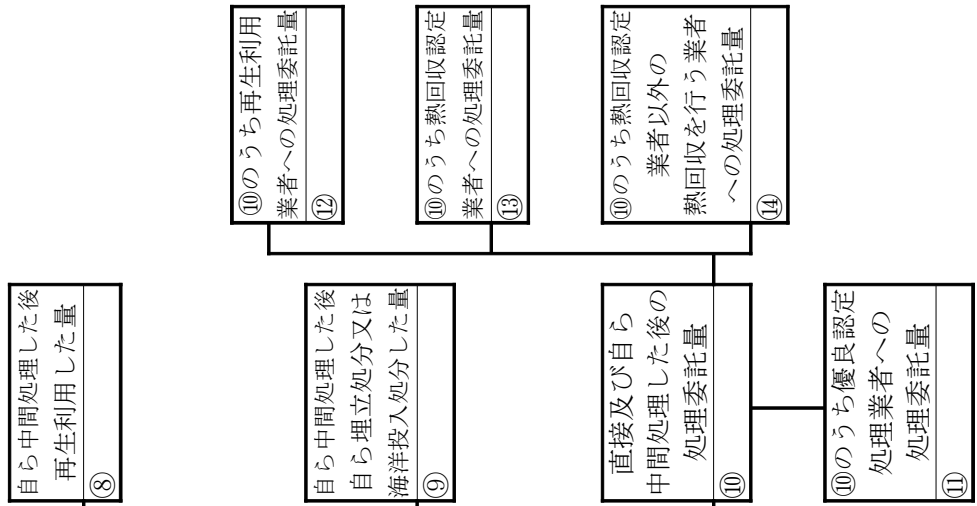 自ら中間処理した後
再生利用した量
⑧
自ら中間処理した後
自ら埋立処分又は
海洋投入処分した量
⑨
直接及び自ら
中間処理した後の
処理委託量
⑩
⑩のうち優良認定
処理業者への
処理委託量
⑪
⑩のうち再生利用
業者への処理委託量
⑫
⑩のうち熱回収認定
業者への処理委託量
⑬
⑩のうち熱回収認定
業者以外の
熱回収を行う業者
への処理委託量
⑭